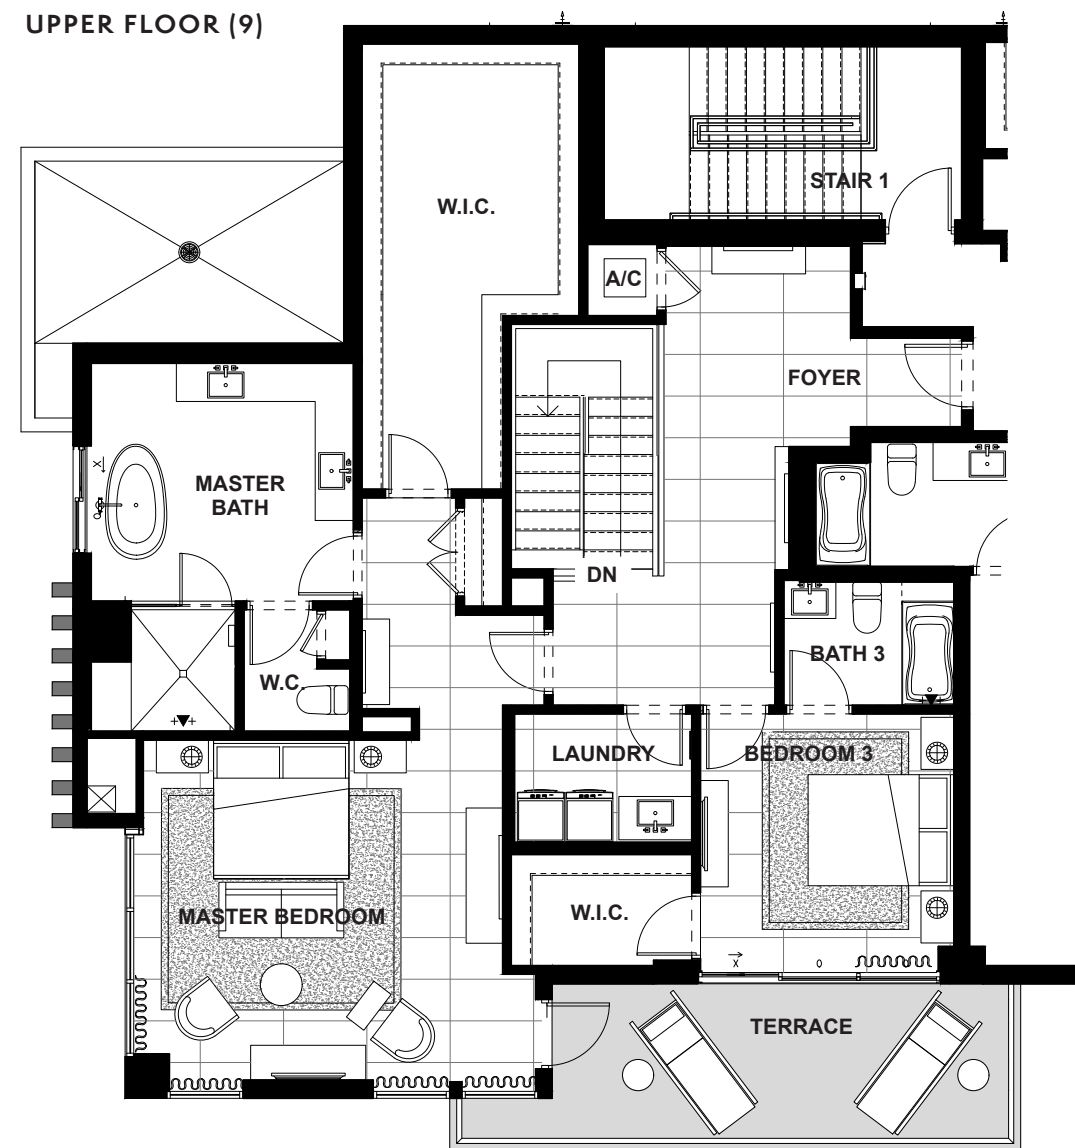 UPPER FLOOR (9)
STAIR 1
W.I.C.
A/C
FOYER
MASTER
BATH
DN
BATH 3
W.C.
LAUNDRY
BEDROOM 3
MASTER BEDROOM
W.I.C.
TERRACE
X
X
O